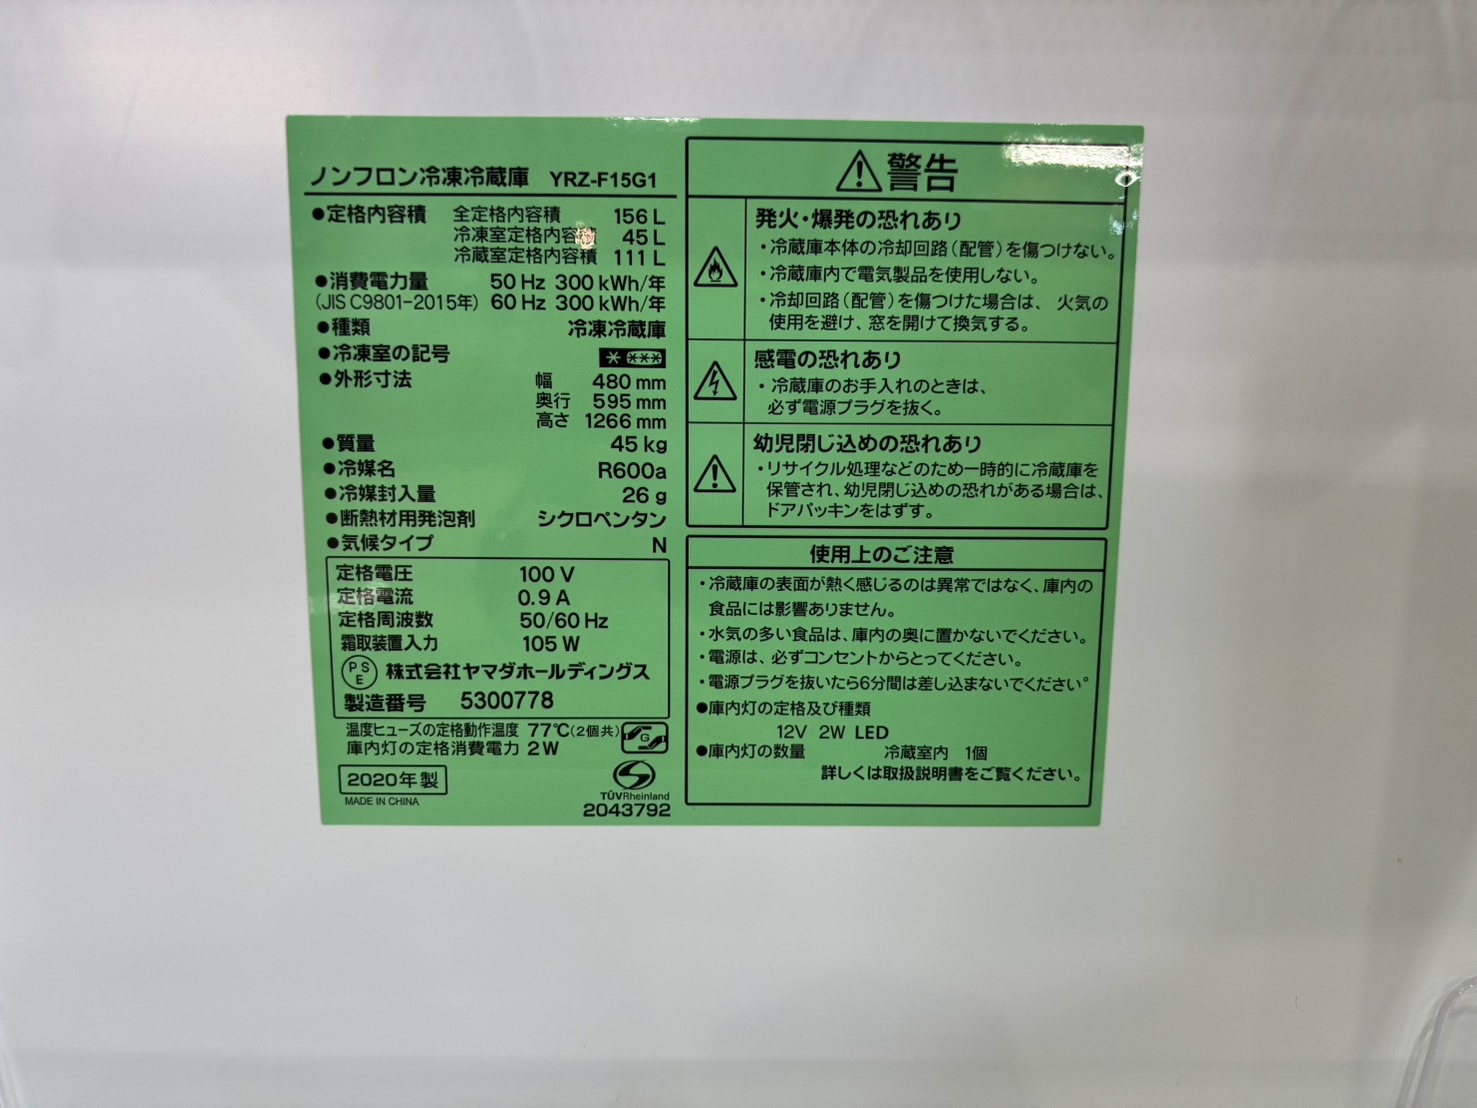 ノンフロン冷凍冷蔵庫 YRZ-F15G1
●定格内容積 全定格内容積 156 L
冷凍室定格内容積 45 L
冷蔵室定格内容積 111 L
●消費電力量 50 Hz 300 kWh/年
(JIS C9801-2015年) 60 Hz 300 kWh/年
●種類 冷凍冷蔵庫
●冷凍室の記号
●外形寸法 幅 480 mm
奥行 595 mm
高さ 1266 mm
●質量 45 kg
●冷媒名 R600a
●冷媒封入量 26 g
●断熱材用発泡剤 シクロペンタン
●気候タイプ N
定格電圧 100 V
定格電流 0.9 A
定格周波数 50/60 Hz
霜取装置入力 105 W
PSE 株式会社ヤマダホールディングス
製造番号 5300778
温度ヒューズの定格動作温度 77℃(2個共)
庫内灯の定格消費電力 2 W
G
2020年製
MADE IN CHINA
TÜVRheinland
2043792
警告
発火・爆発の恐れあり
・冷蔵庫本体の冷却回路(配管)を傷つけない。
・冷蔵庫内で電気製品を使用しない。
・冷却回路(配管)を傷つけた場合は、火気の
使用を避け、窓を開けて換気する。
感電の恐れあり
・冷蔵庫のお手入れのときは、
必ず電源プラグを抜く。
幼児閉じ込めの恐れあり
・リサイクル処理などのため一時的に冷蔵庫を
保管され、幼児閉じ込めの恐れがある場合は、
ドアパッキンをはずす。
使用上のご注意
・冷蔵庫の表面が熱く感じるのは異常ではなく、庫内の
食品には影響ありません。
・水気の多い食品は、庫内の奥に置かないでください。
・電源は、必ずコンセントからとってください。
・電源プラグを抜いたら6分間は差し込まないでください。
●庫内灯の定格及び種類
12V 2W LED
●庫内灯の数量 冷蔵室内 1個
詳しくは取扱説明書をご覧ください。